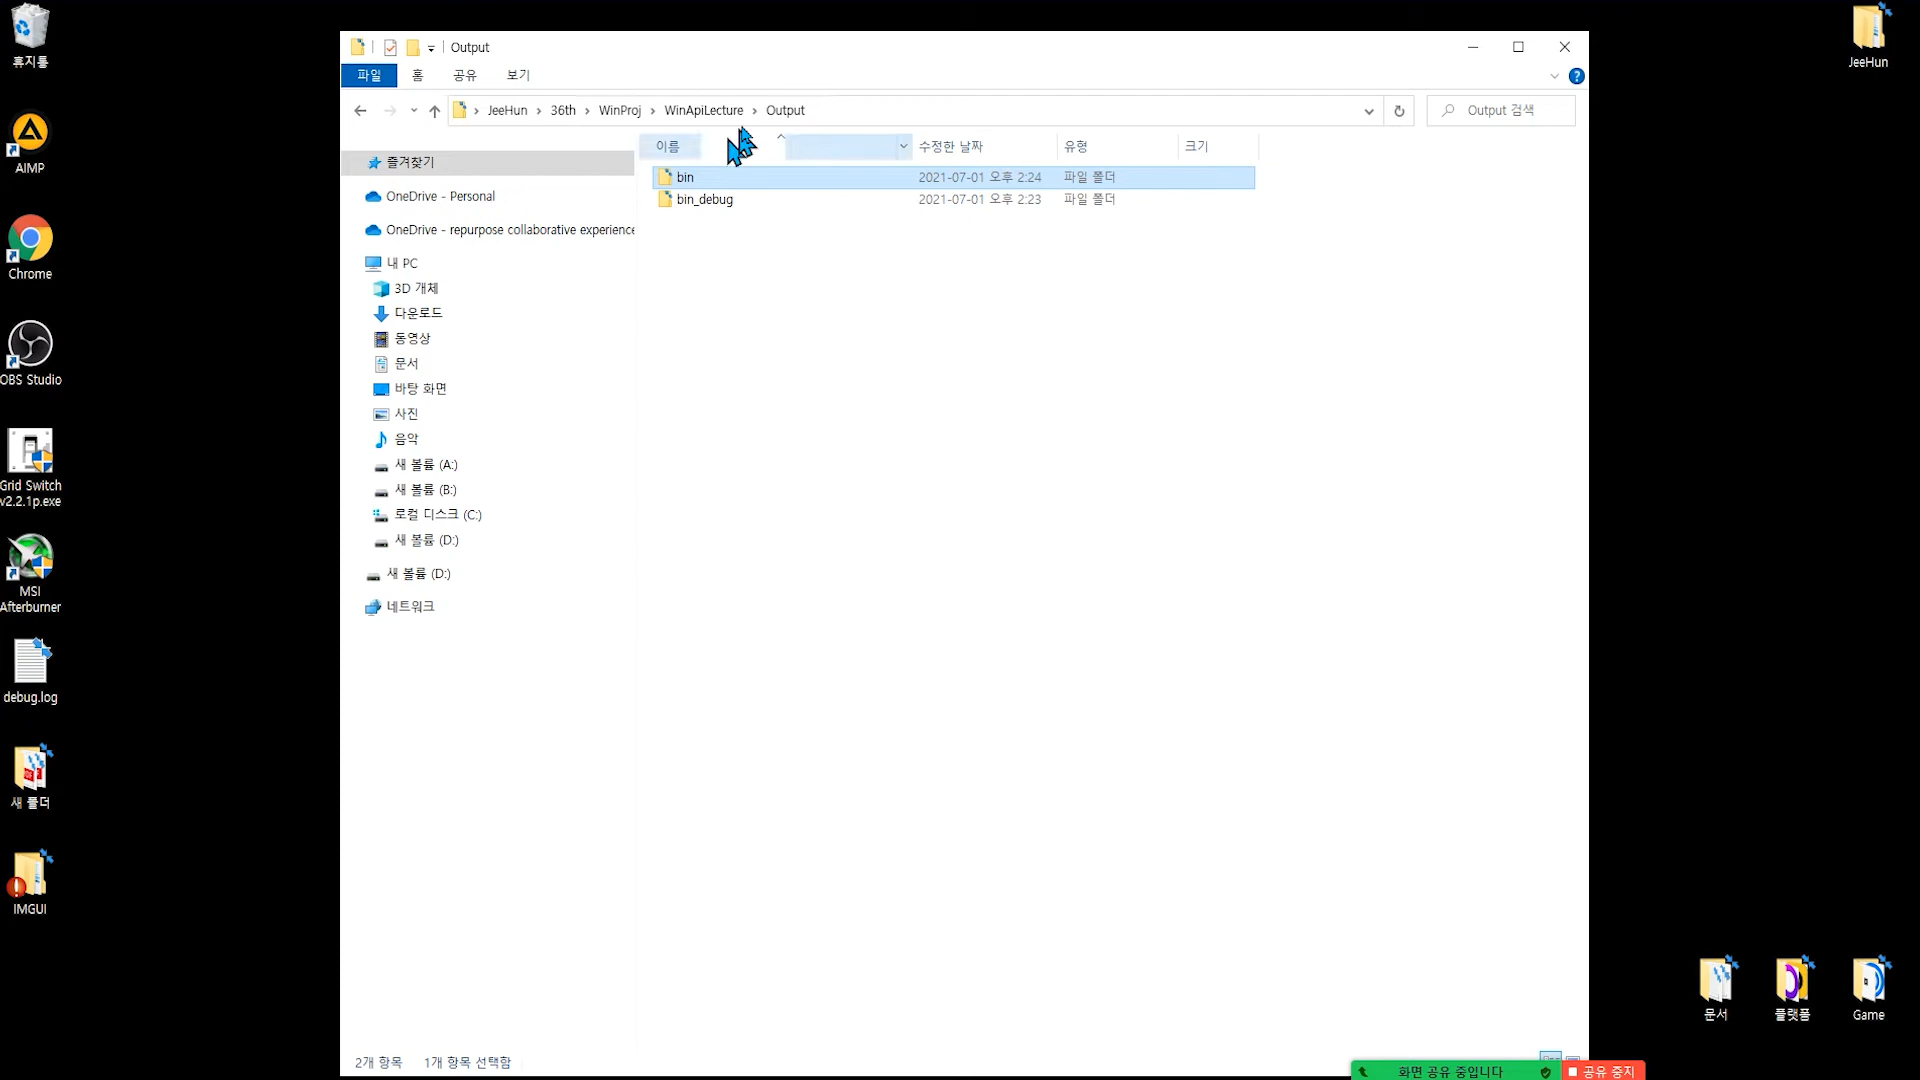 휴지통
AIMP
Chrome
OBS Studio
Grid Switch
v2.2.1p.exe
MSI
Afterburner
debug.log
새 폴더
IMGUI
Output
파일 홈 공유 보기
JeeHun > 36th > WinProj > WinApiLecture > Output
Output 검색
이름 수정한 날짜 유형 크기
bin 2021-07-01 오후 2:24 파일 폴더
bin_debug 2021-07-01 오후 2:23 파일 폴더
즐겨찾기
OneDrive - Personal
OneDrive - repurpose collaborative experience
내 PC
3D 개체
다운로드
동영상
문서
바탕 화면
사진
음악
새 볼륨 (A:)
새 볼륨 (B:)
로컬 디스크 (C:)
새 볼륨 (D:)
새 볼륨 (D:)
네트워크
2개 항목 1개 항목 선택함
JeeHun
문서
플랫폼
Game
화면 공유 중입니다 공유 중지